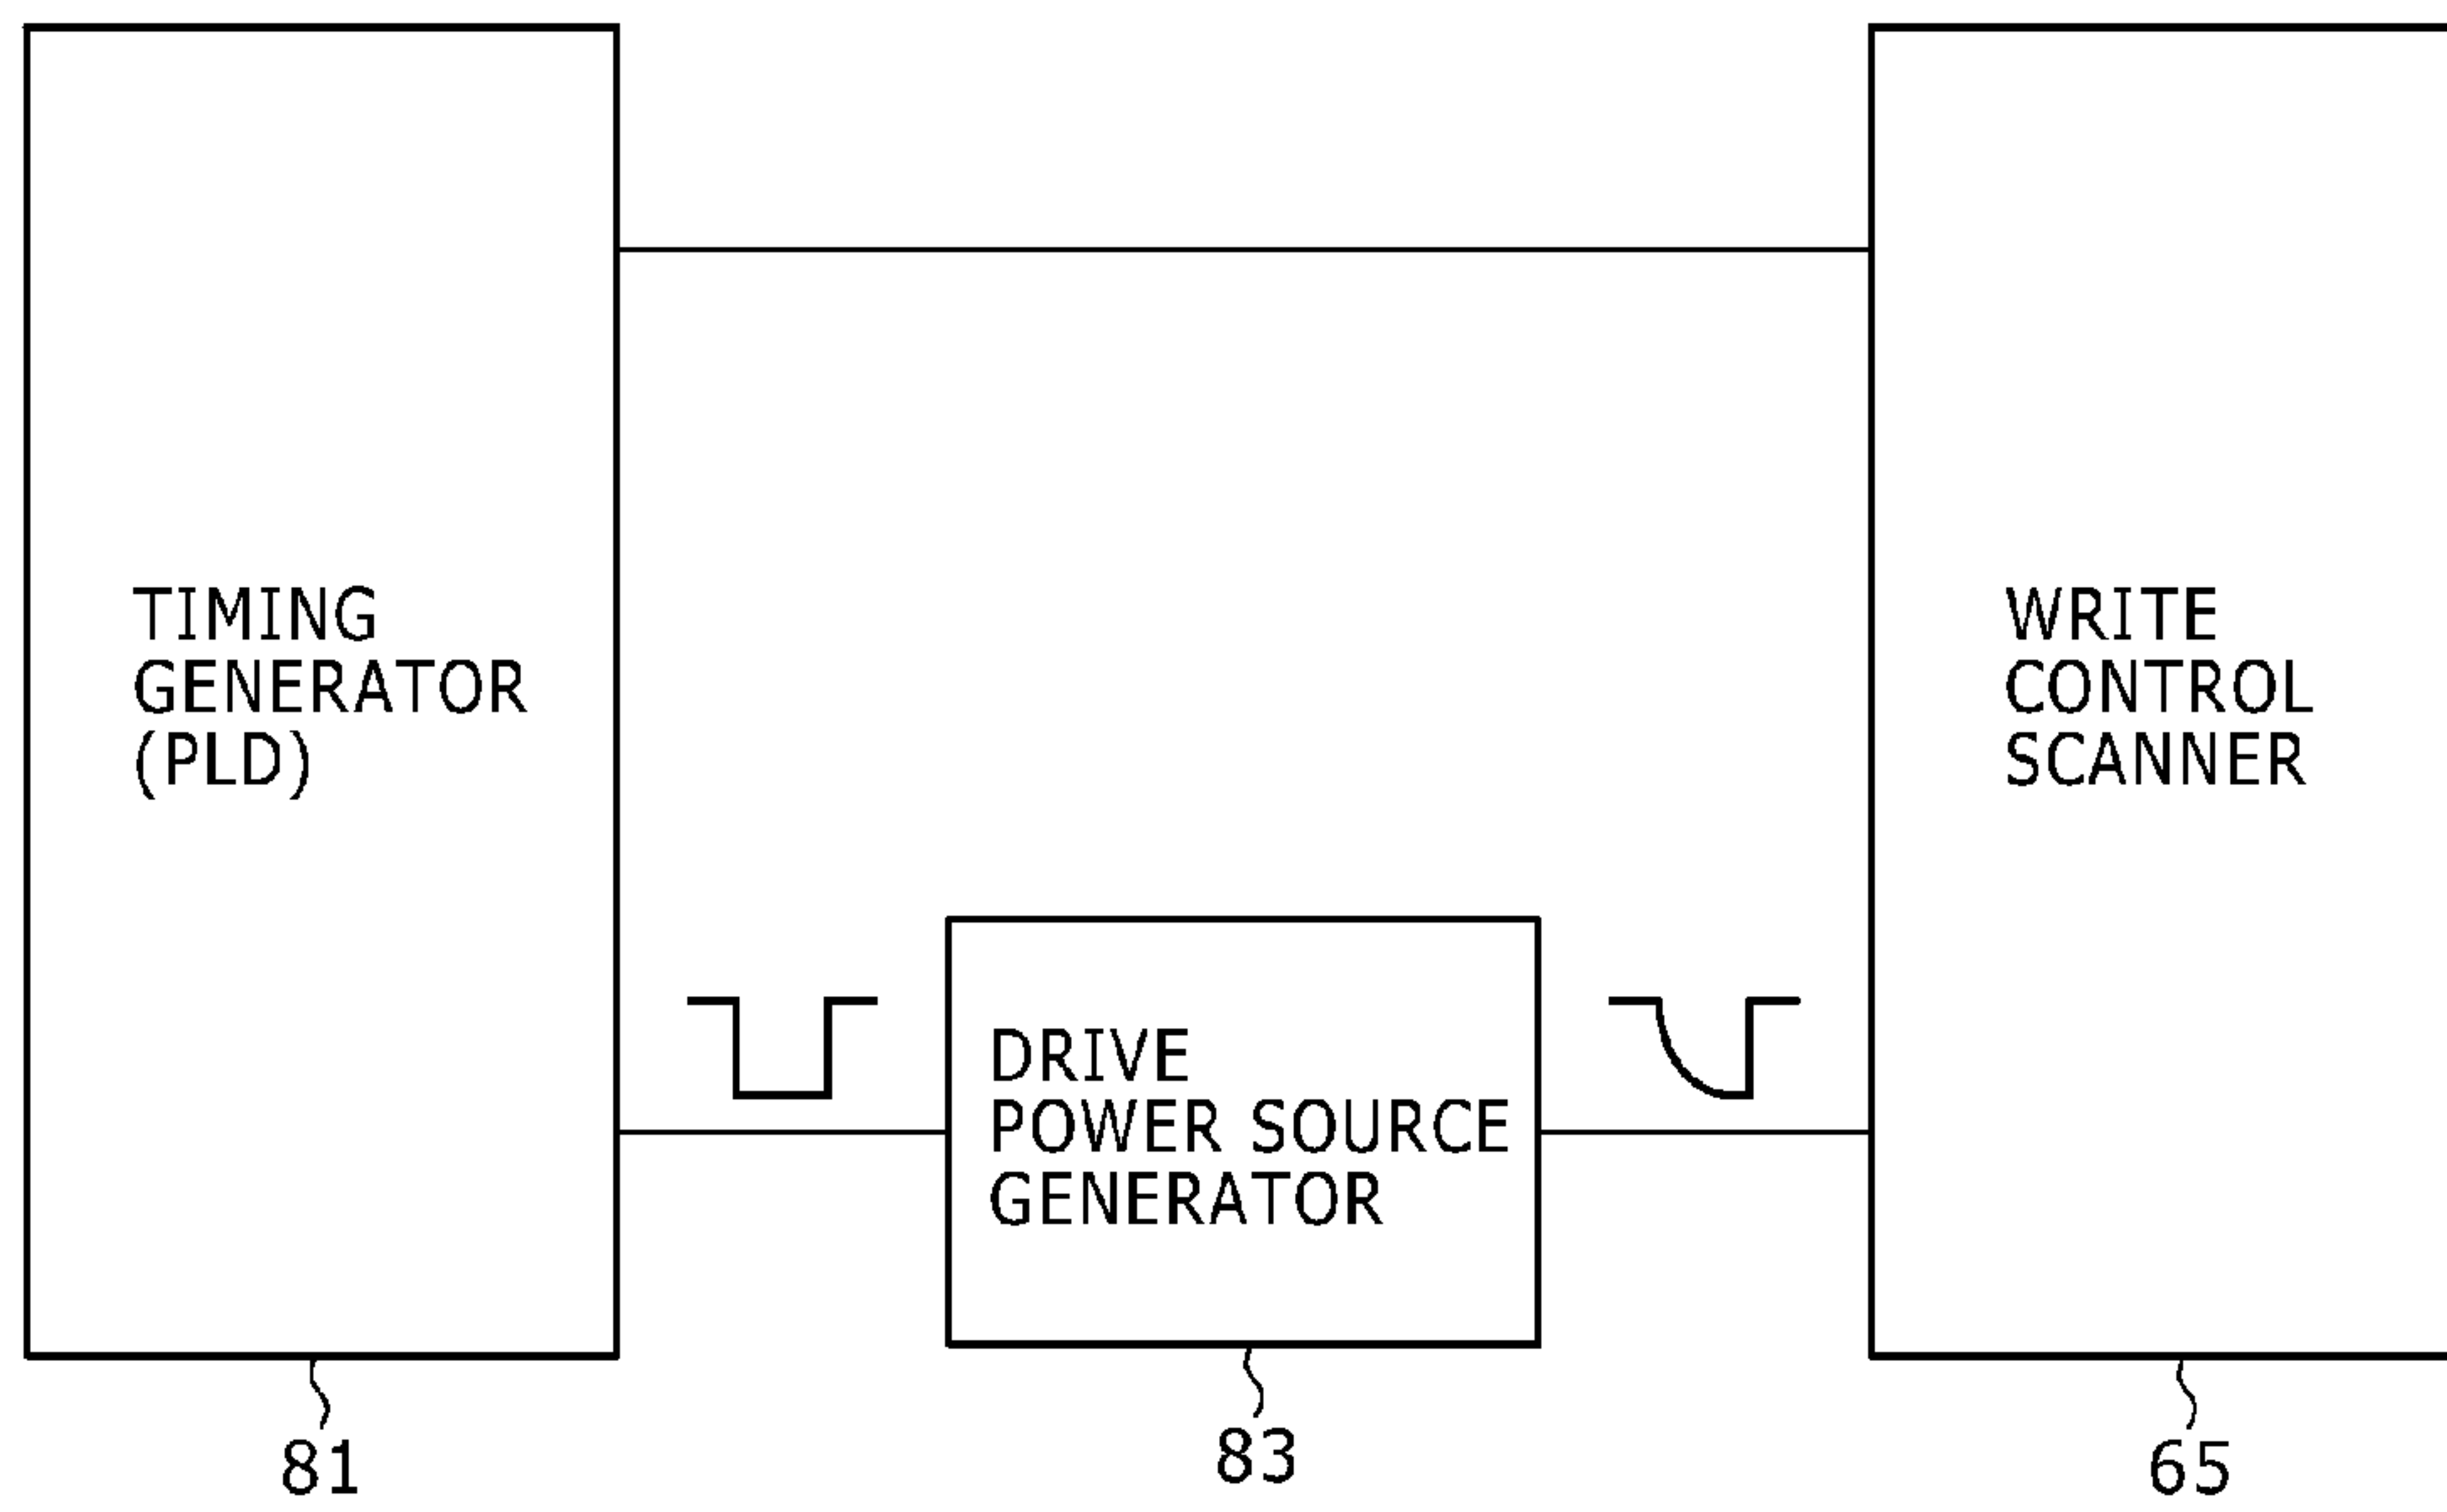 TIMING
GENERATOR
(PLD)
WRITE
CONTROL
SCANNER
DRIVE
POWER SOURCE
GENERATOR
81
83
65